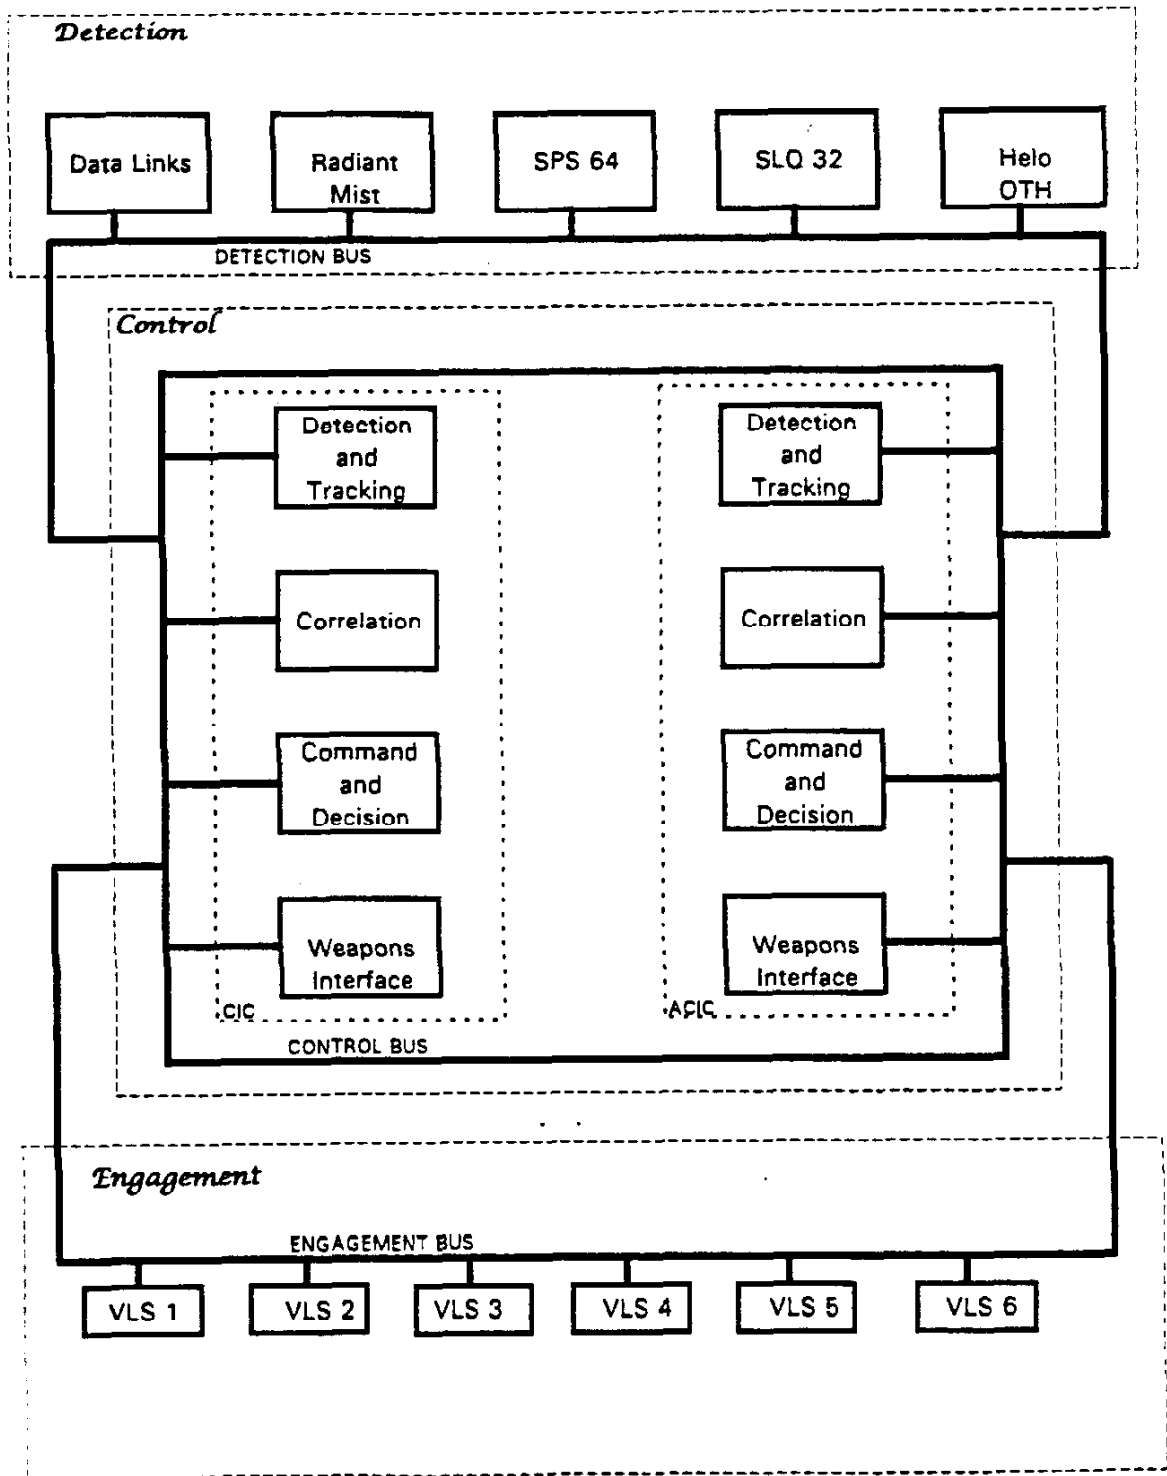 Detection
Data Links
Radiant
Mist
SPS 64
SLQ 32
Helo
OTH
DETECTION BUS
Control
Detection
and
Tracking
Correlation
Command
and
Decision
Weapons
Interface
CIC
Detection
and
Tracking
Correlation
Command
and
Decision
Weapons
Interface
ACIC
CONTROL BUS
Engagement
ENGAGEMENT BUS
VLS 1
VLS 2
VLS 3
VLS 4
VLS 5
VLS 6